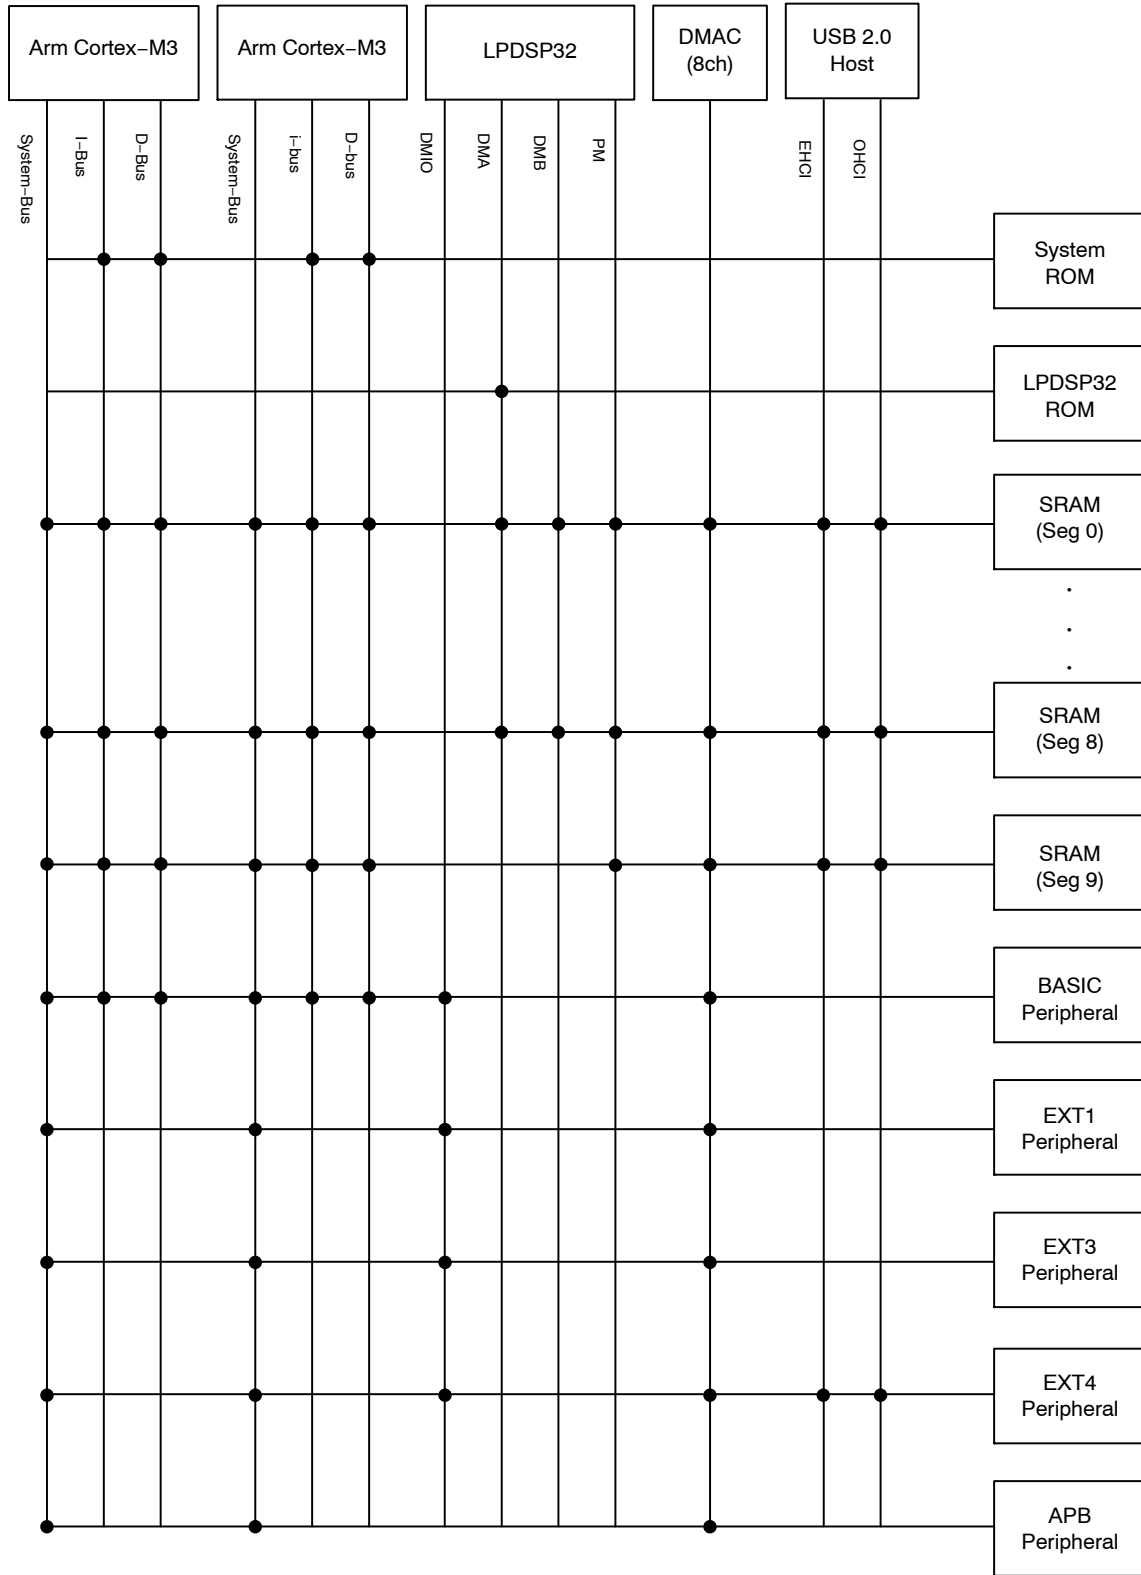 Arm Cortex−M3
Arm Cortex−M3
LPDSP32
DMAC
(8ch)
USB 2.0
Host
System−Bus
I−Bus
D−Bus
System−Bus
i−bus
D−bus
DMIO
DMA
DMB
PM
EHCI
OHCI
System
ROM
LPDSP32
ROM
SRAM
(Seg 0)
.
.
.
SRAM
(Seg 8)
SRAM
(Seg 9)
BASIC
Peripheral
EXT1
Peripheral
EXT3
Peripheral
EXT4
Peripheral
APB
Peripheral